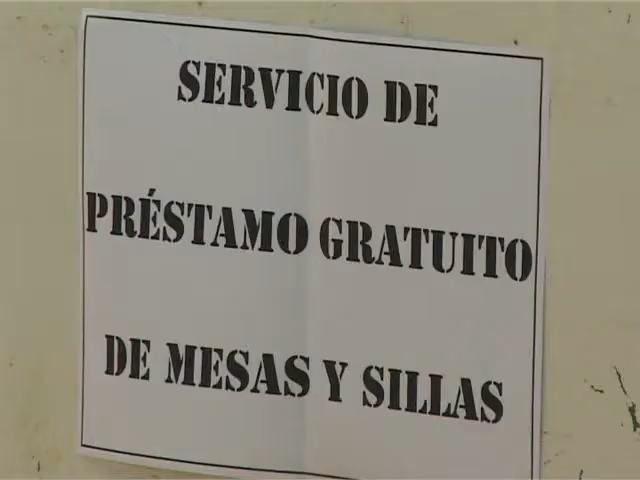 SERVICIO DE
PRÉSTAMO GRATUITO
DE MESAS Y SILLAS